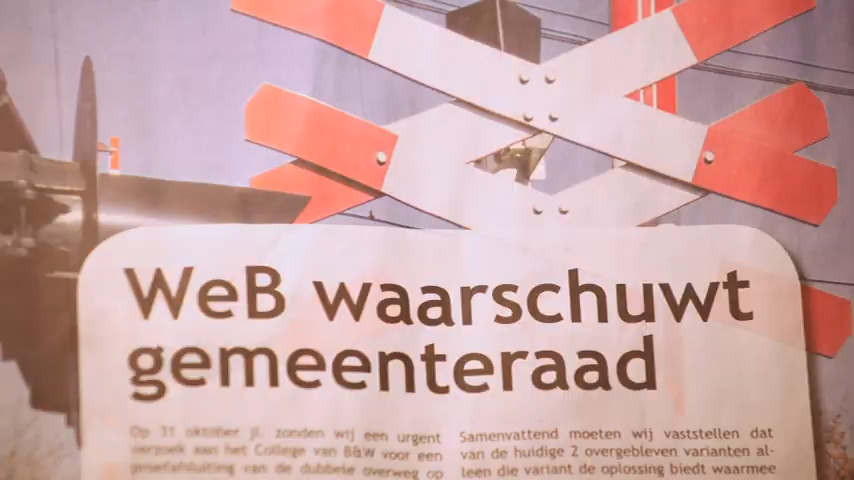 WeB waarschuwt
gemeenteraad
Op 31 oktober jl. zonden wij een urgent
verzoek aan het College van B&W voor een
proefafsluiting van de dubbele overweg op
Samenvattend moeten wij vaststellen dat
van de huidige 2 overgebleven varianten al-
leen die variant de oplossing biedt waarmee